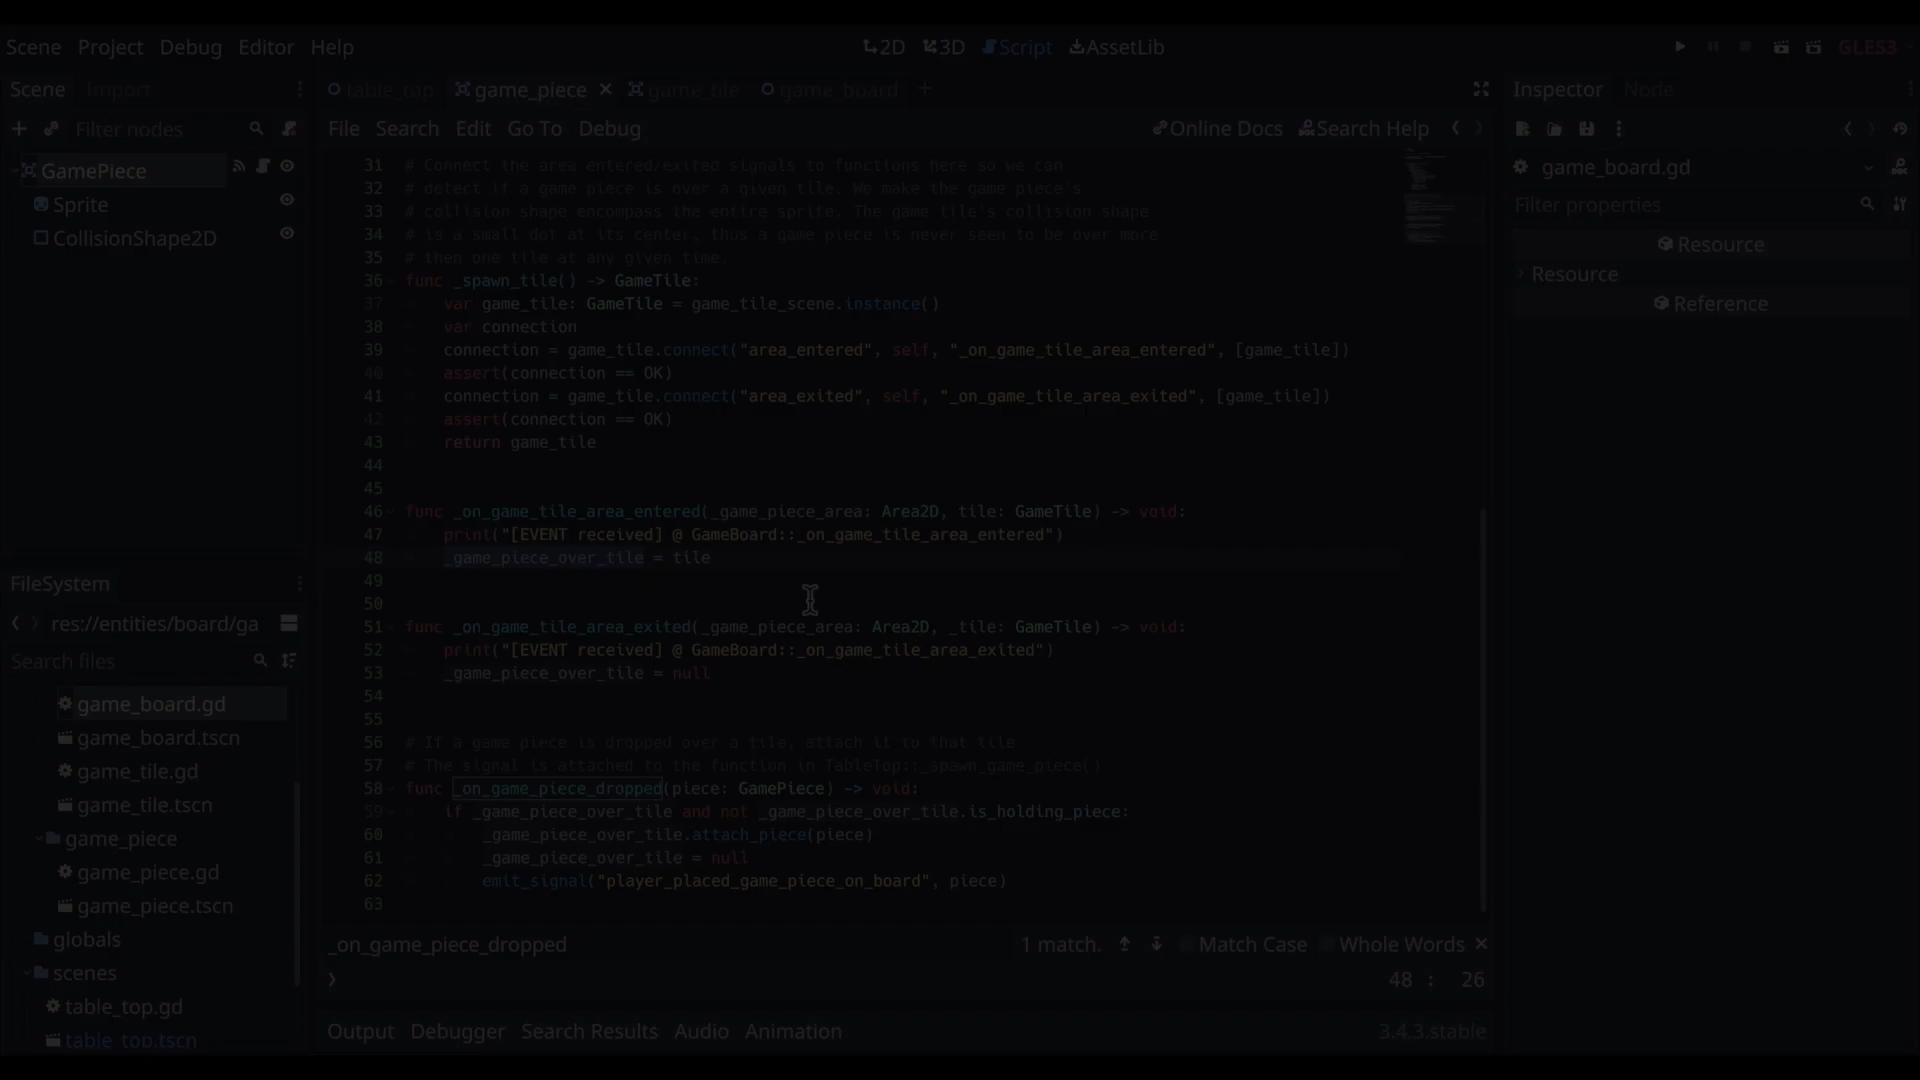 Scene Project Debug Editor Help
2D 3D Script AssetLib
GLES3
Scene Import
Filter nodes
GamePiece
Sprite
CollisionShape2D
FileSystem
res://entities/board/ga
Search files
game_board.gd
game_board.tscn
game_tile.gd
game_tile.tscn
game_piece
game_piece.gd
game_piece.tscn
globals
scenes
table_top.gd
table_top.tscn
table_top game_piece game_tile game_board
File Search Edit Go To Debug
Online Docs Search Help
31 # Connect the area entered/exited signals to functions here so we can
32 # detect if a game piece is over a given tile. We make the game piece's
33 # collision shape encompass the entire sprite. The game tile's collision shape
34 # is a small dot at its center, thus a game piece is never seen to be over more
35 # then one tile at any given time.
36 func _spawn_tile() -> GameTile:
37 var game_tile: GameTile = game_tile_scene.instance()
38 var connection
39 connection = game_tile.connect("area_entered", self, "_on_game_tile_area_entered", [game_tile])
40 assert(connection == OK)
41 connection = game_tile.connect("area_exited", self, "_on_game_tile_area_exited", [game_tile])
42 assert(connection == OK)
43 return game_tile
44
45
46 func _on_game_tile_area_entered(_game_piece_area: Area2D, tile: GameTile) -> void:
47 print("[EVENT received] @ GameBoard::_on_game_tile_area_entered")
48 _game_piece_over_tile = tile
49
50
51 func _on_game_tile_area_exited(_game_piece_area: Area2D, _tile: GameTile) -> void:
52 print("[EVENT received] @ GameBoard::_on_game_tile_area_exited")
53 _game_piece_over_tile = null
54
55
56 # If a game piece is dropped over a tile, attach it to that tile
57 # The signal is attached to the function in TableTop::_spawn_game_piece()
58 func _on_game_piece_dropped(piece: GamePiece) -> void:
59 if _game_piece_over_tile and not _game_piece_over_tile.is_holding_piece:
60 _game_piece_over_tile.attach_piece(piece)
61 _game_piece_over_tile = null
62 emit_signal("player_placed_game_piece_on_board", piece)
63
_on_game_piece_dropped 1 match. Match Case Whole Words
48 : 26
Output Debugger Search Results Audio Animation 3.4.3.stable
Inspector Node
game_board.gd
Filter properties
Resource
Resource
Reference